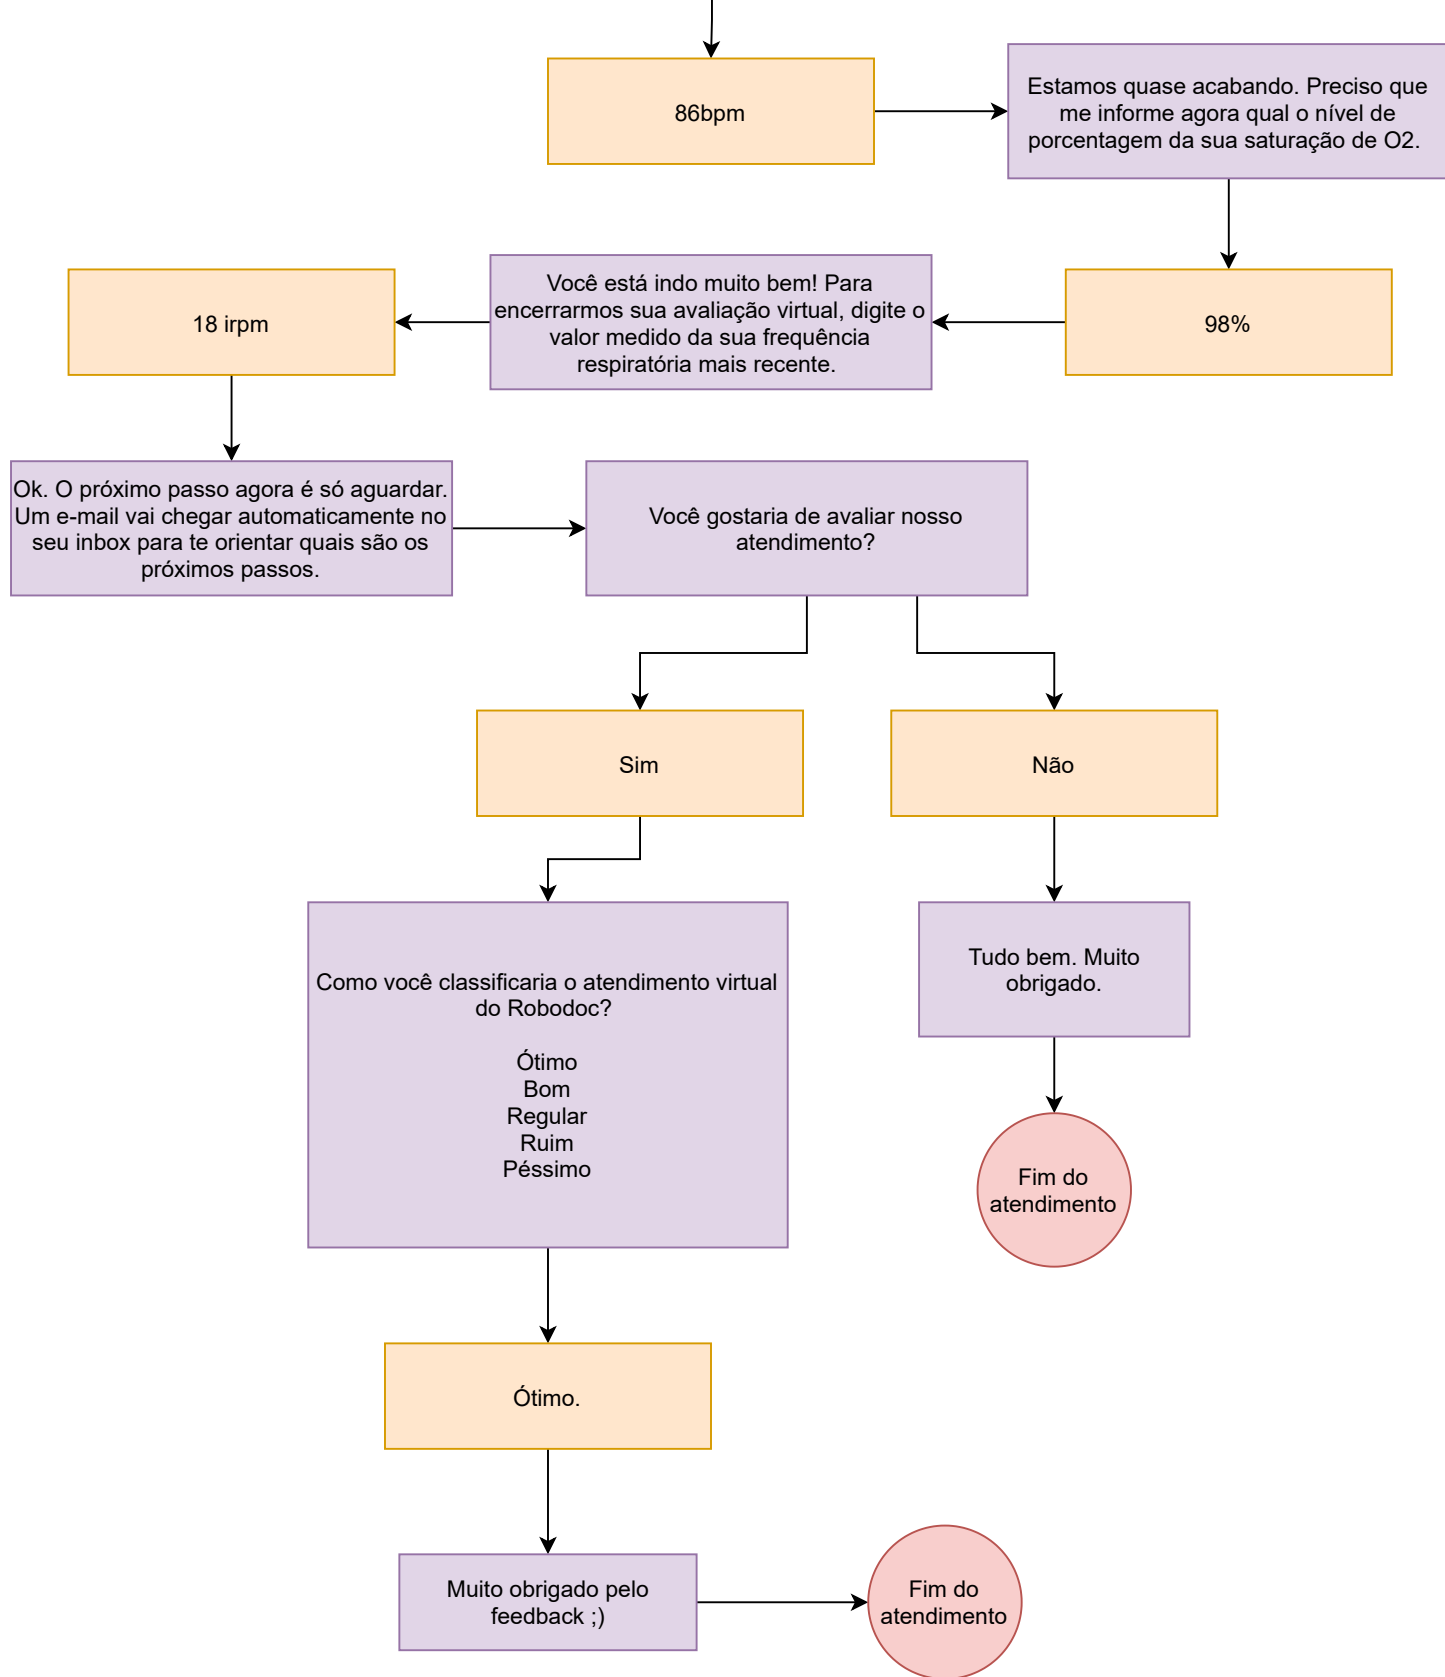 86bpm
Estamos quase acabando. Preciso que
me informe agora qual o nível de
porcentagem da sua saturação de O2.
98%
Você está indo muito bem! Para
encerrarmos sua avaliação virtual, digite o
valor medido da sua frequência
respiratória mais recente.
18 irpm
Ok. O próximo passo agora é só aguardar.
Um e-mail vai chegar automaticamente no
seu inbox para te orientar quais são os
próximos passos.
Você gostaria de avaliar nosso
atendimento?
Sim
Não
Como você classificaria o atendimento virtual
do Robodoc?
Ótimo
Bom
Regular
Ruim
Péssimo
Tudo bem. Muito
obrigado.
Fim do
atendimento
Ótimo.
Muito obrigado pelo
feedback ;)
Fim do
atendimento